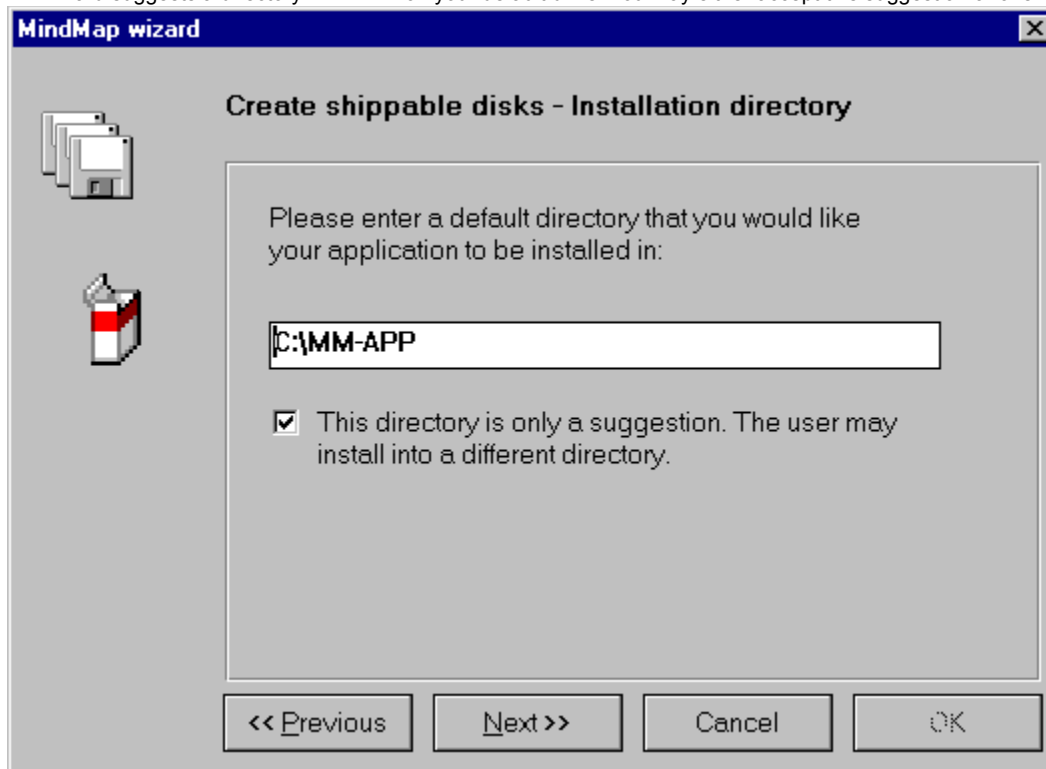 MindMap wizard
Create shippable disks - Installation directory
Please enter a default directory that you would like
your application to be installed in:
C:\MM-APP
This directory is only a suggestion. The user may
install into a different directory.
<< Previous Next >> Cancel OK